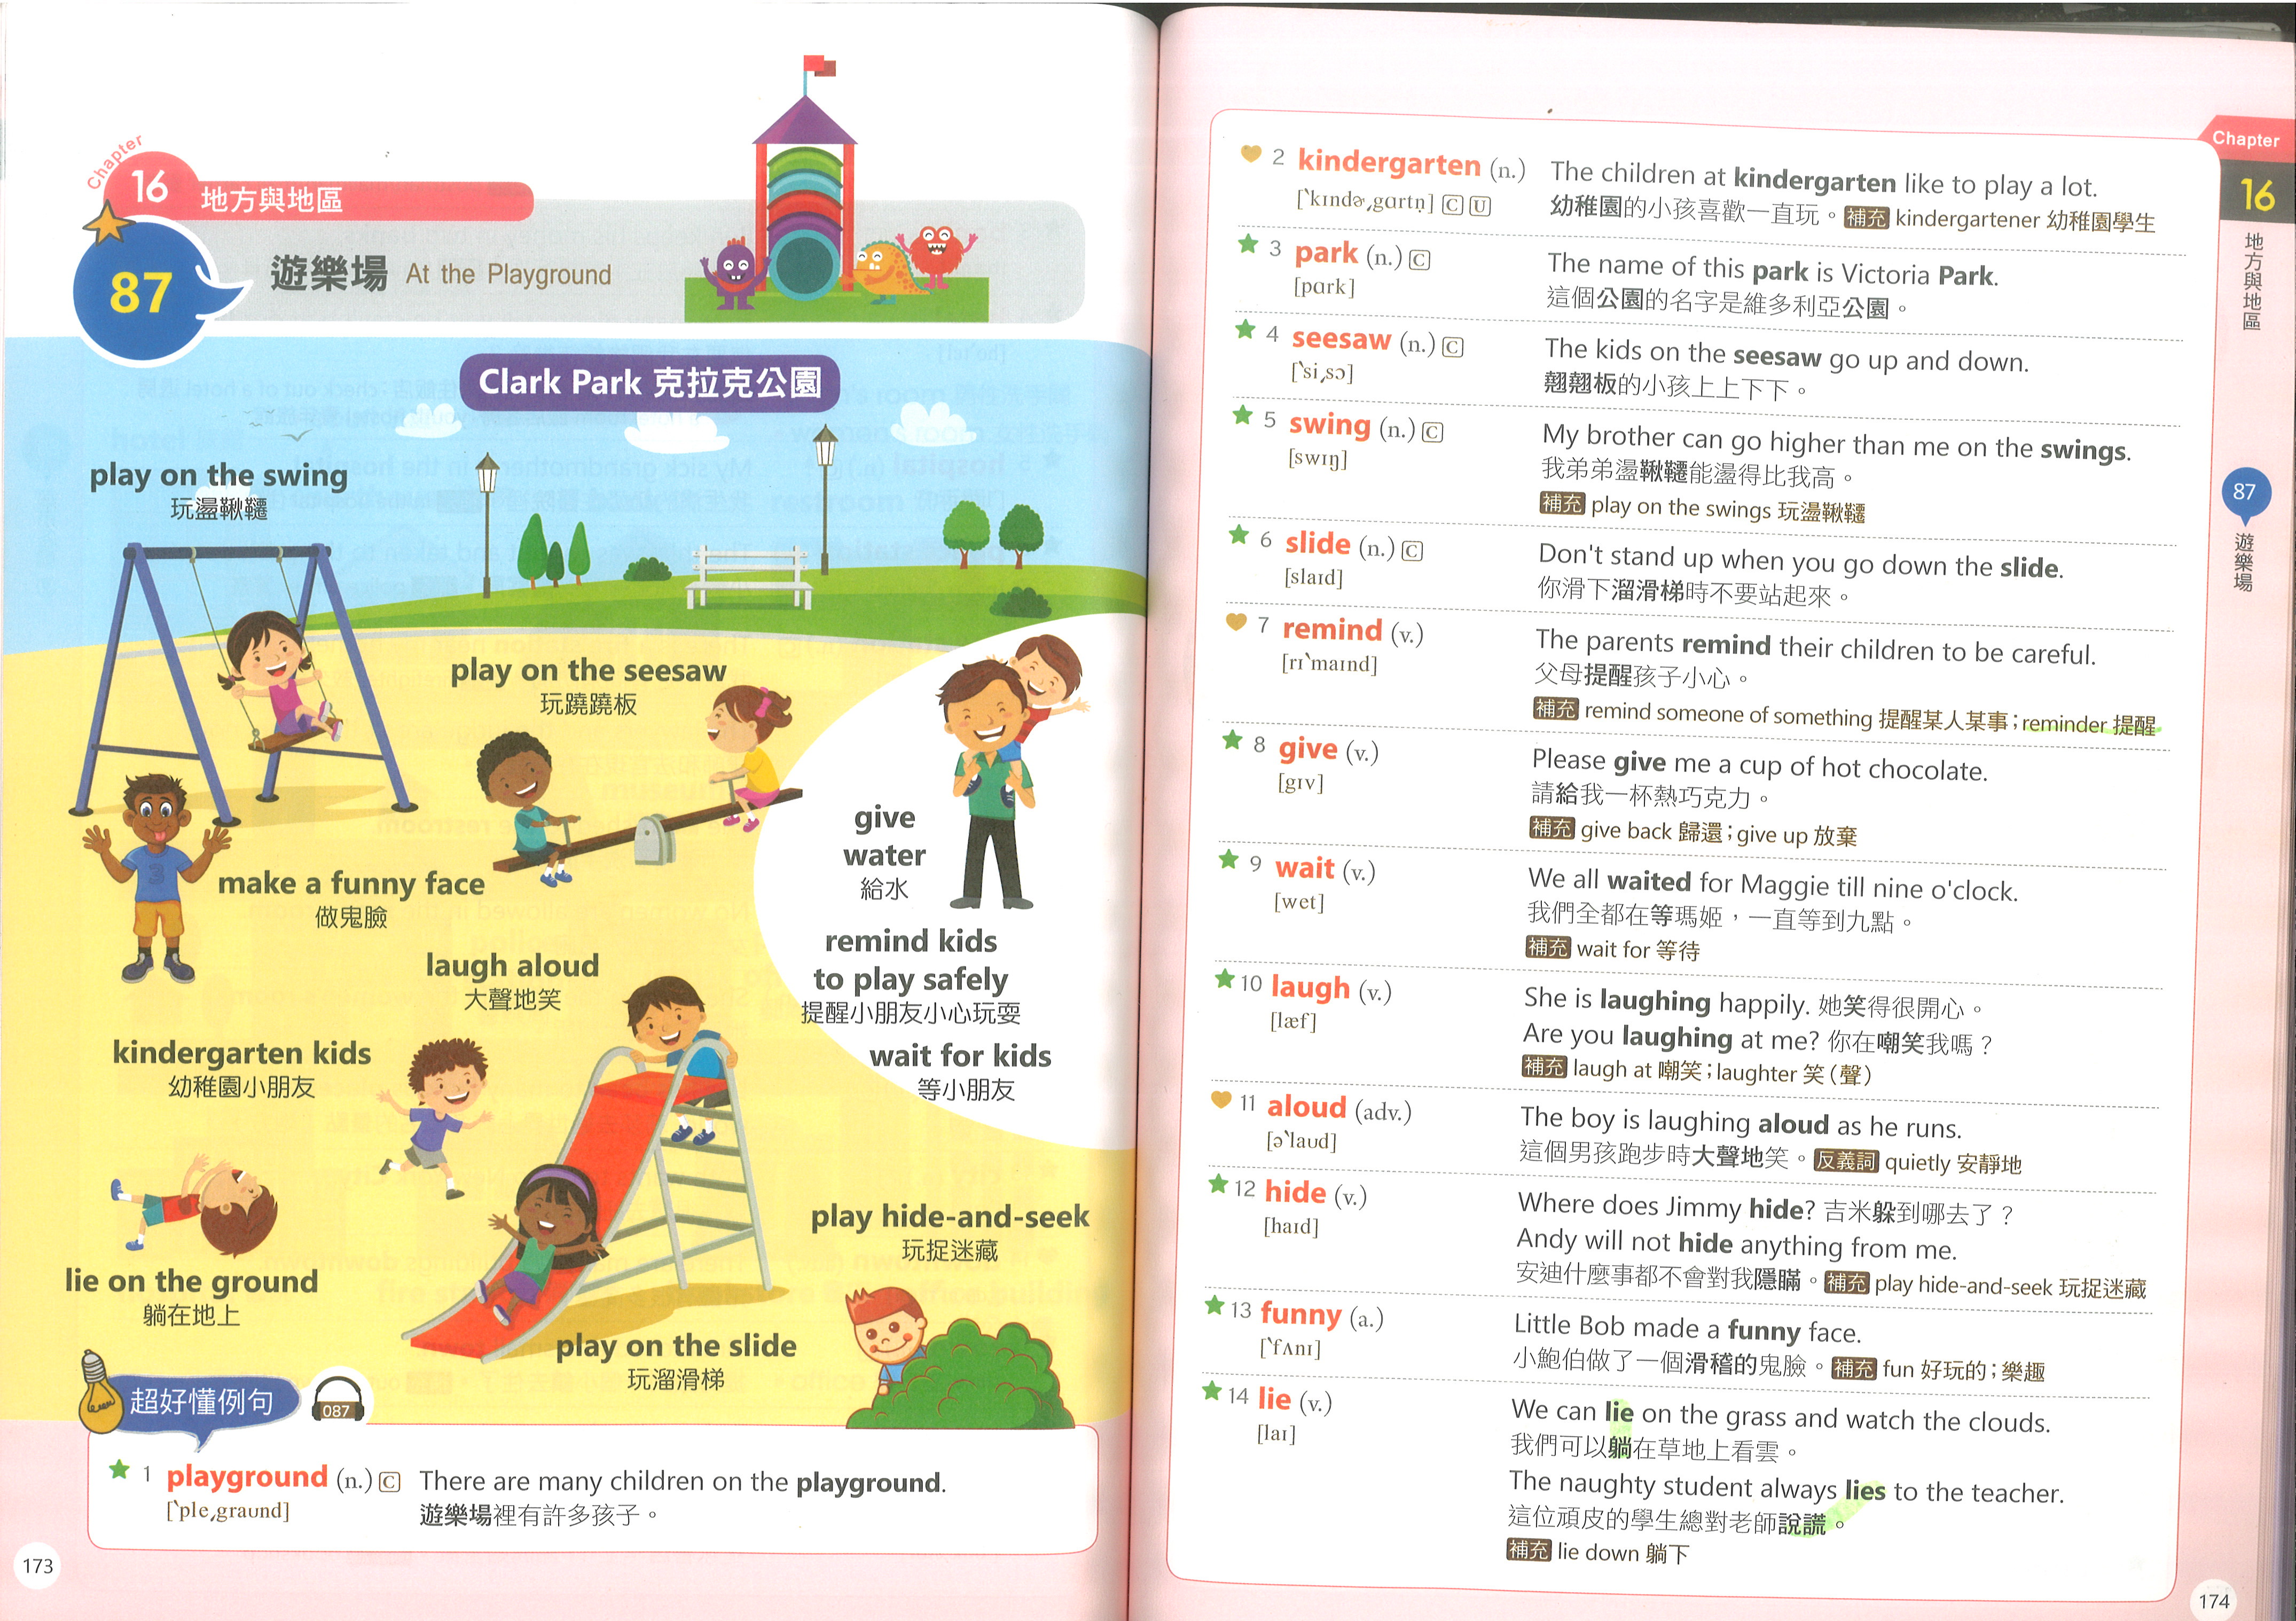 Chapter
16
地方與地區
87
遊樂場 At the Playground
Clark Park 克拉克公園
play on the swing
玩盪鞦韆
play on the seesaw
玩蹺蹺板
make a funny face
做鬼臉
give
water
給水
laugh aloud
大聲地笑
remind kids
to play safely
提醒小朋友小心玩耍
kindergarten kids
幼稚園小朋友
wait for kids
等小朋友
lie on the ground
躺在地上
play hide-and-seek
玩捉迷藏
play on the slide
玩溜滑梯
3
超好懂例句
087
1 playground (n.) C There are many children on the playground.
[ˋpleˏgraʊnd] 遊樂場裡有許多孩子。
173
2 kindergarten (n.) The children at kindergarten like to play a lot.
[ˋkɪndɚˏgɑrtṇ] C U 幼稚園的小孩喜歡一直玩。 補充 kindergartener 幼稚園學生
3 park (n.) C The name of this park is Victoria Park.
[pɑrk] 這個公園的名字是維多利亞公園。
4 seesaw (n.) C The kids on the seesaw go up and down.
[ˋsiˏsɔ] 翹翹板的小孩上上下下。
5 swing (n.) C My brother can go higher than me on the swings.
[swɪŋ] 我弟弟盪鞦韆能盪得比我高。
補充 play on the swings 玩盪鞦韆
6 slide (n.) C Don't stand up when you go down the slide.
[slaɪd] 你滑下溜滑梯時不要站起來。
7 remind (v.) The parents remind their children to be careful.
[rɪˋmaɪnd] 父母提醒孩子小心。
補充 remind someone of something 提醒某人某事；reminder 提醒
8 give (v.) Please give me a cup of hot chocolate.
[gɪv] 請給我一杯熱巧克力。
補充 give back 歸還；give up 放棄
9 wait (v.) We all waited for Maggie till nine o'clock.
[wet] 我們全都在等瑪姬，一直等到九點。
補充 wait for 等待
10 laugh (v.) She is laughing happily. 她笑得很開心。
[læf] Are you laughing at me? 你在嘲笑我嗎？
補充 laugh at 嘲笑；laughter 笑（聲）
11 aloud (adv.) The boy is laughing aloud as he runs.
[əˋlaʊd] 這個男孩跑步時大聲地笑。 反義詞 quietly 安靜地
12 hide (v.) Where does Jimmy hide? 吉米躲到哪去了？
[haɪd] Andy will not hide anything from me.
安迪什麼事都不會對我隱瞞。 補充 play hide-and-seek 玩捉迷藏
13 funny (a.) Little Bob made a funny face.
[ˋfʌnɪ] 小鮑伯做了一個滑稽的鬼臉。 補充 fun 好玩的；樂趣
14 lie (v.) We can lie on the grass and watch the clouds.
[laɪ] 我們可以躺在草地上看雲。
The naughty student always lies to the teacher.
這位頑皮的學生總對老師說謊。
補充 lie down 躺下
Chapter
16
地方與地區
87
遊樂場
174